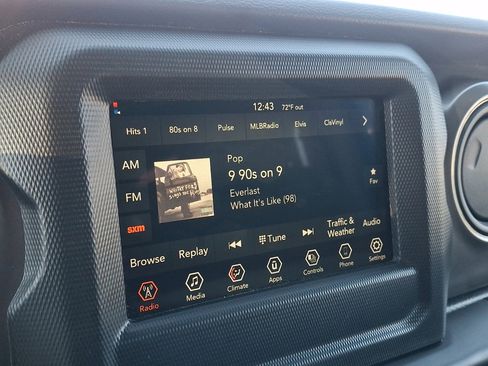 12:43 72°F out
Hits 1 80s on 8 Pulse MLBRadio Elvis ClsVinyl
AM
FM
sxm
Pop
9 90s on 9
Everlast
What It's Like (98)
Fav
Browse Replay Tune Traffic & Weather Audio
Radio Media Climate Apps Controls Phone Settings